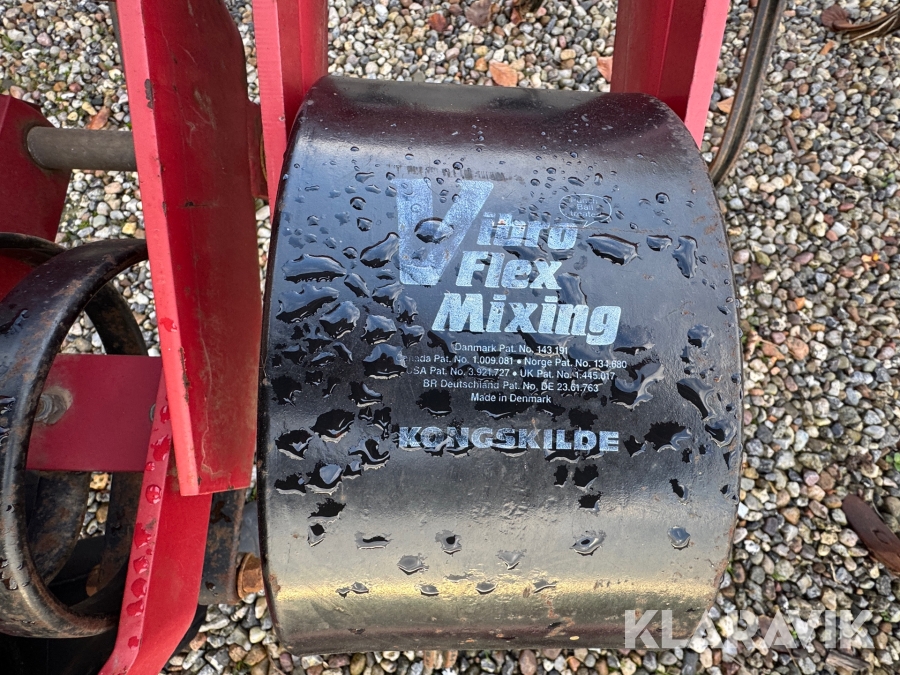 Vibro
Flex
Mixing
Danmark Pat. No. 143.191
Pat. No. 1.009.081 • Norge Pat. No. 134.680
USA Pat. No. 3.921.727 • UK Pat. No. 1.445.017
BR Deutschland Pat. No. DE 23.61.763
Made in Denmark
KONGSKILDE
KLARAVIK